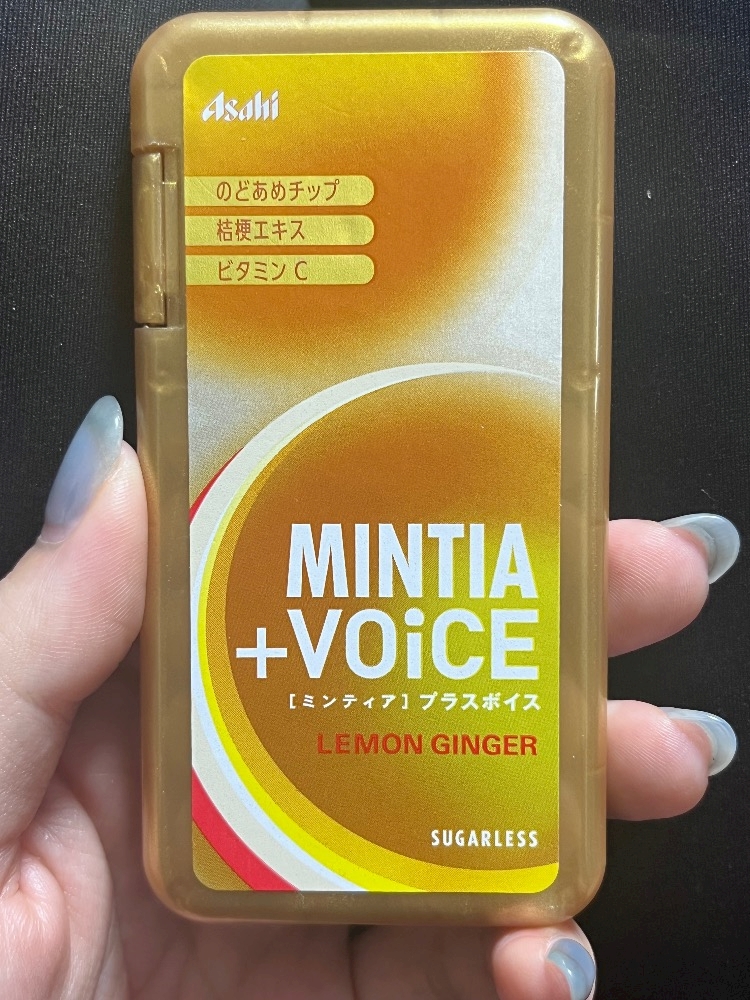 Asahi
のどあめチップ
桔梗エキス
ビタミンC
MINTIA
+VOiCE
[ミンティア]プラスボイス
LEMON GINGER
SUGARLESS